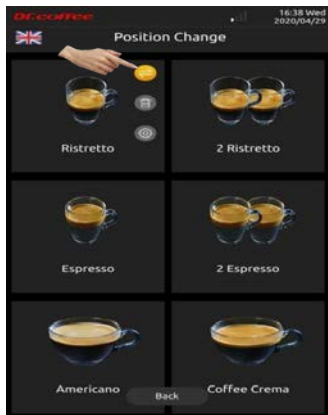 Dr.coffee
16:38 Wed
2020/04/29
Position Change
Ristretto
2 Ristretto
Espresso
2 Espresso
Americano
Coffee Crema
Back